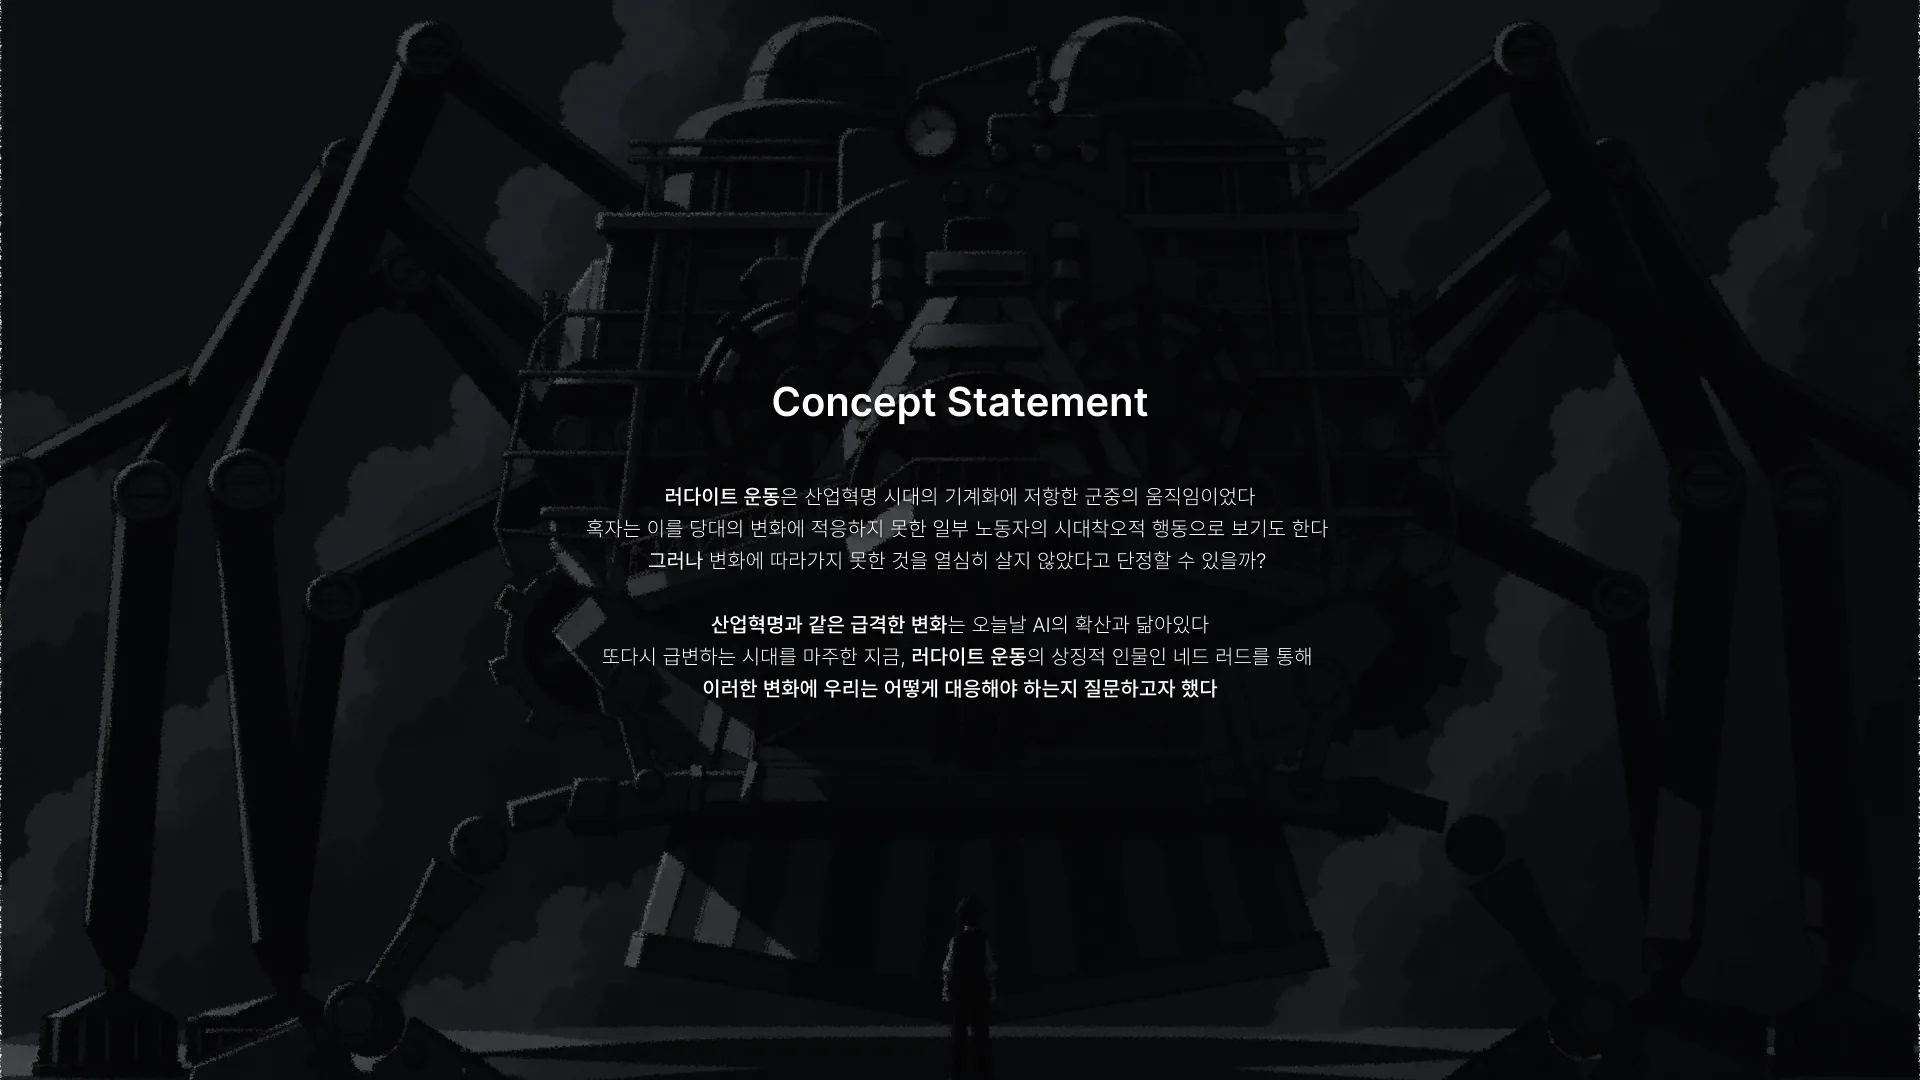 Concept Statement
러다이트 운동은 산업혁명 시대의 기계화에 저항한 군중의 움직임이었다
혹자는 이를 당대의 변화에 적응하지 못한 일부 노동자의 시대착오적 행동으로 보기도 한다
그러나 변화에 따라가지 못한 것을 열심히 살지 않았다고 단정할 수 있을까?
산업혁명과 같은 급격한 변화는 오늘날 AI의 확산과 닮아있다
또다시 급변하는 시대를 마주한 지금, 러다이트 운동의 상징적 인물인 네드 러드를 통해
이러한 변화에 우리는 어떻게 대응해야 하는지 질문하고자 했다